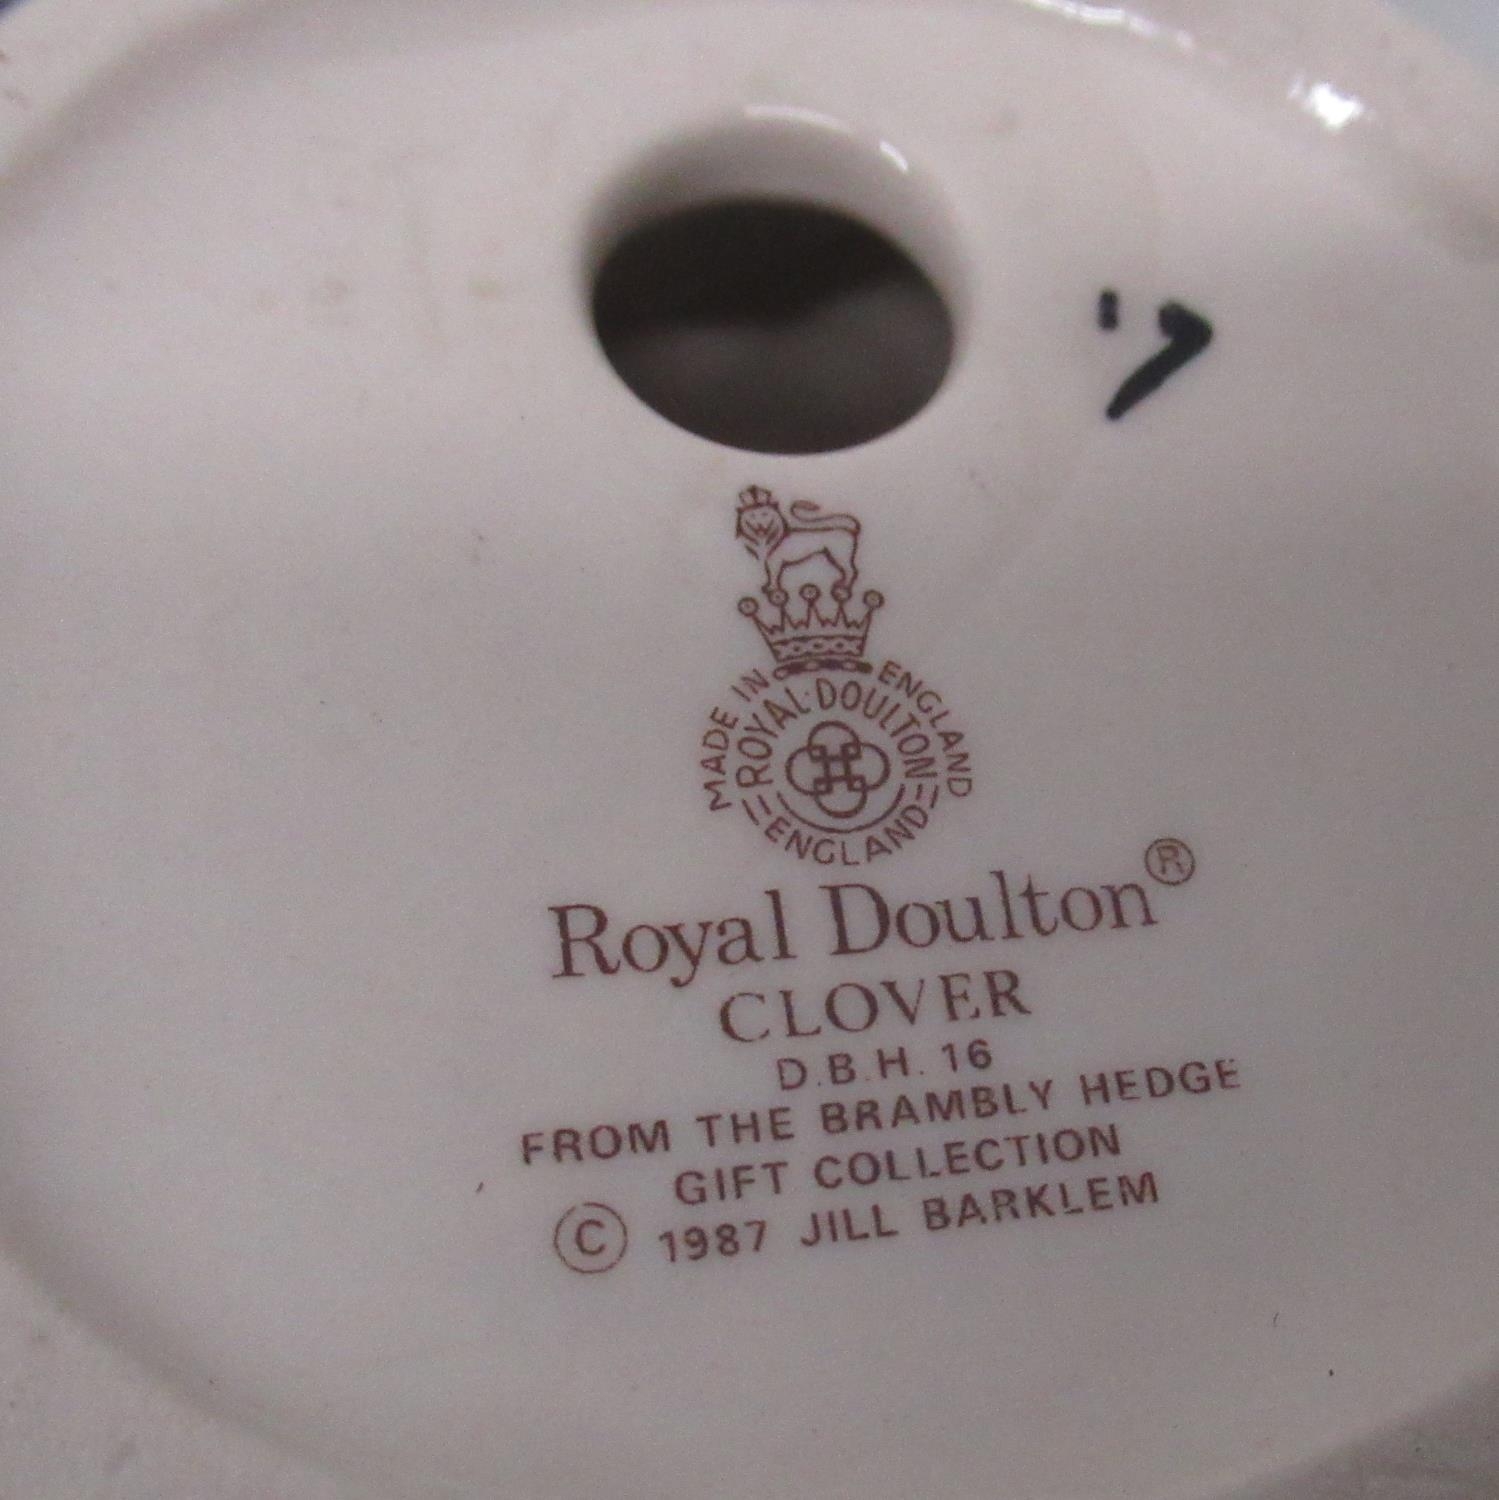 MADE IN ENGLAND
ROYAL·DOULTON
ENGLAND
Royal Doulton®
CLOVER
D.B.H. 16
FROM THE BRAMBLY HEDGE
GIFT COLLECTION
© 1987 JILL BARKLEM